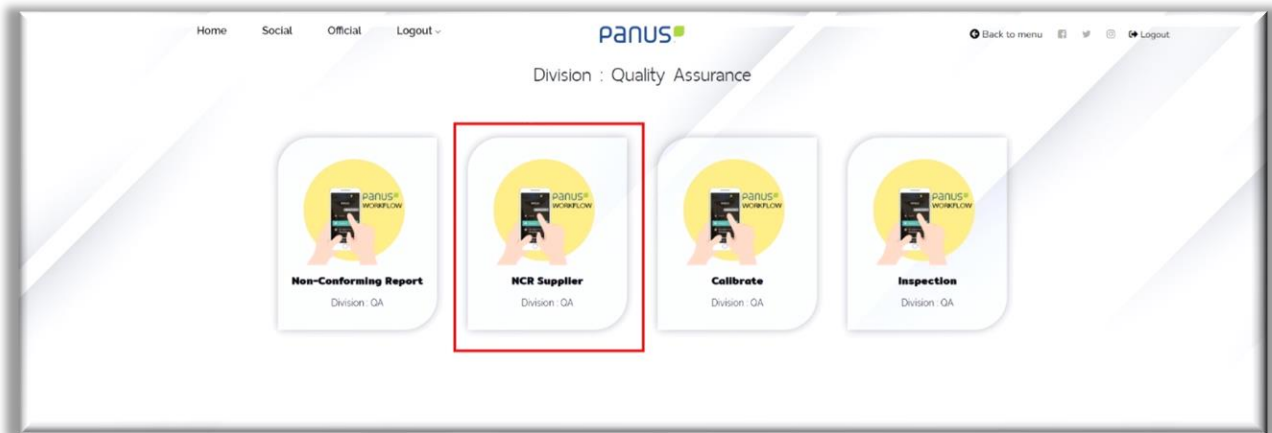 Home Social Official Logout
Panus
Back to menu Logout
Division : Quality Assurance
Panus
WORKFLOW
Non-Conforming Report
Division : QA
Panus
WORKFLOW
NCR Supplier
Division : QA
Panus
WORKFLOW
Calibrate
Division : QA
Panus
WORKFLOW
Inspection
Division : QA